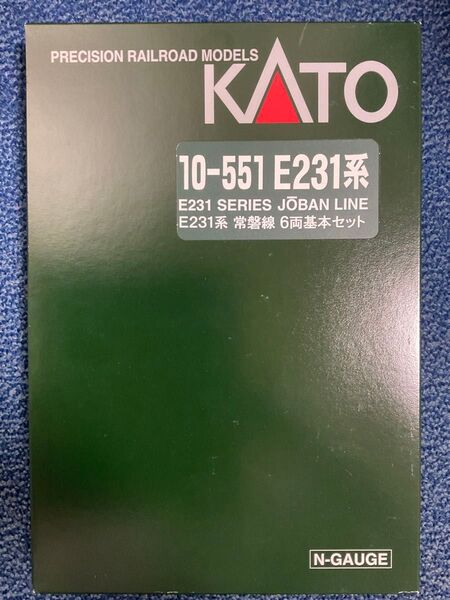 PRECISION RAILROAD MODELS
KATO
10-551 E231系
E231 SERIES JŌBAN LINE
E231系 常磐線 6両基本セット
N-GAUGE